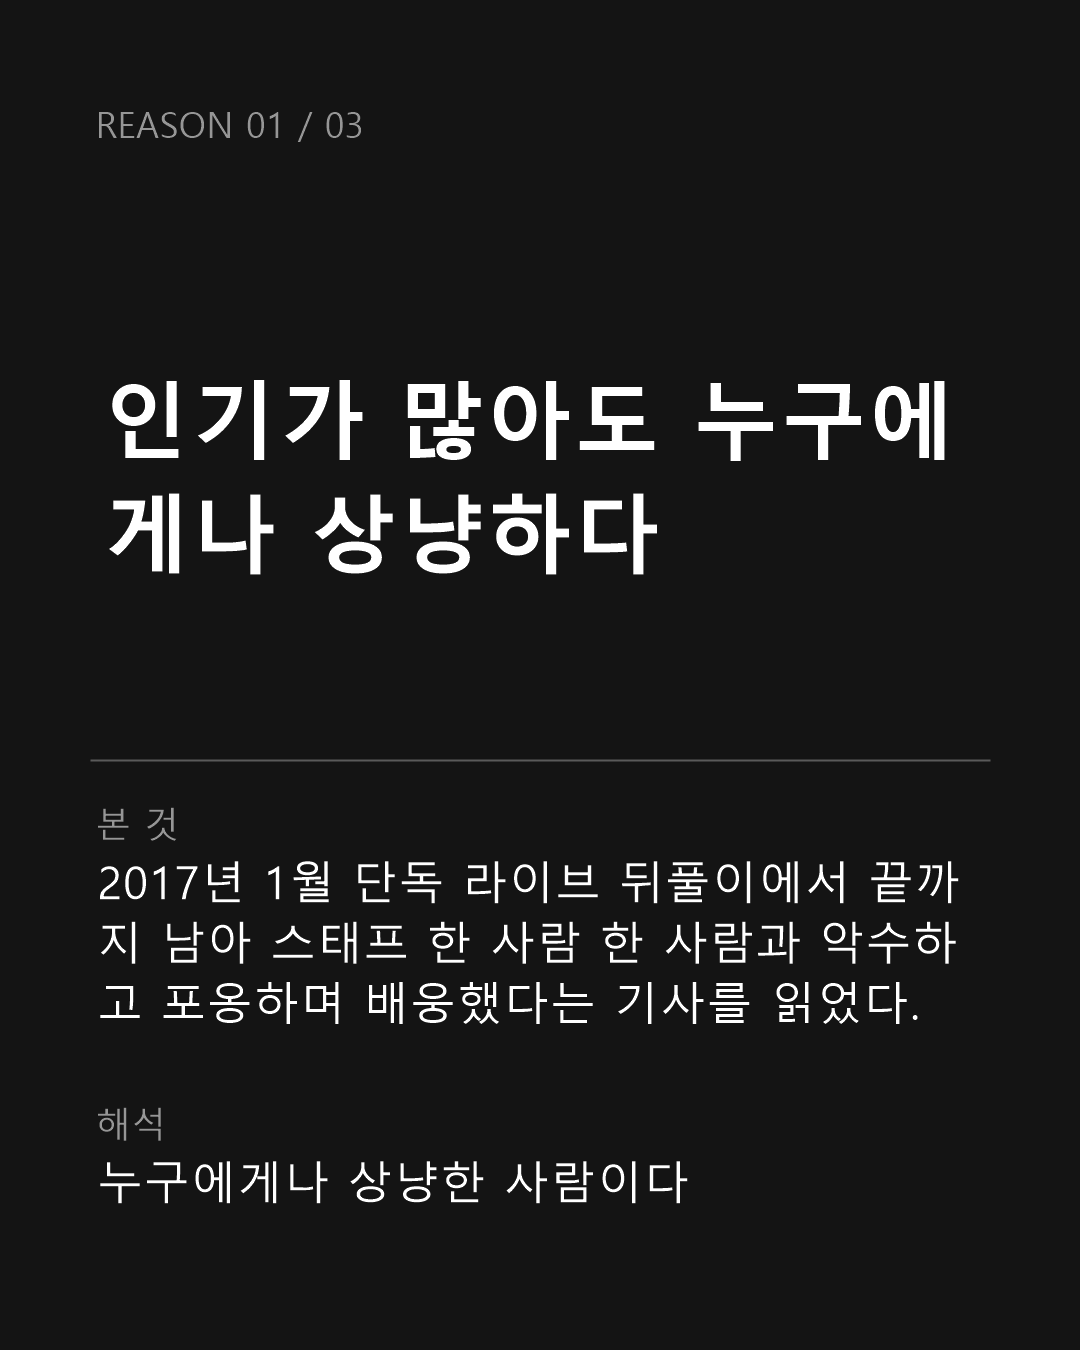 REASON 01 / 03
인기가 많아도 누구에
게나 상냥하다
본 것
2017년 1월 단독 라이브 뒤풀이에서 끝까
지 남아 스태프 한 사람 한 사람과 악수하
고 포옹하며 배웅했다는 기사를 읽었다.
해석
누구에게나 상냥한 사람이다